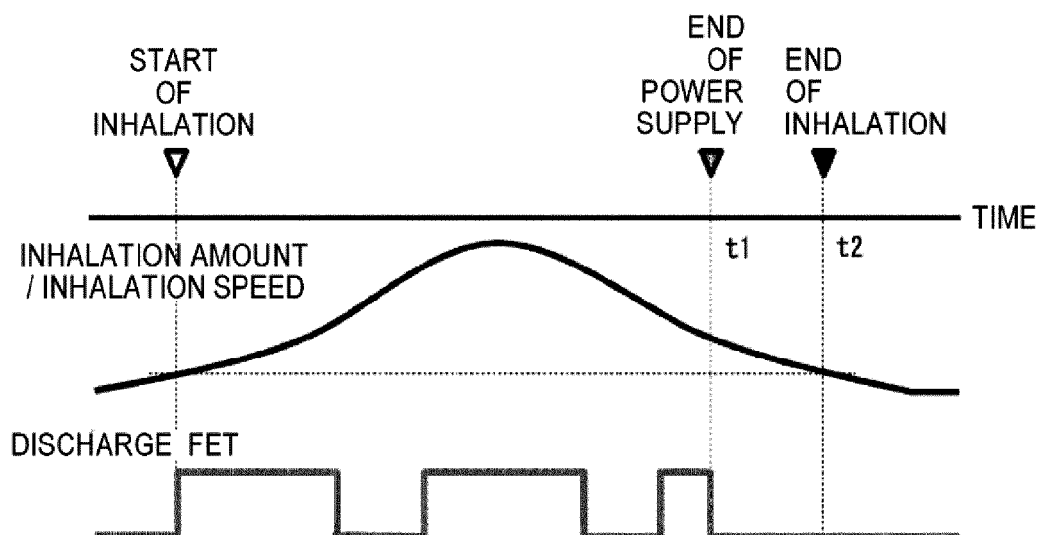 START
OF
INHALATION
END
OF
POWER
SUPPLY
END
OF
INHALATION
TIME
t1
t2
INHALATION AMOUNT
/ INHALATION SPEED
DISCHARGE FET